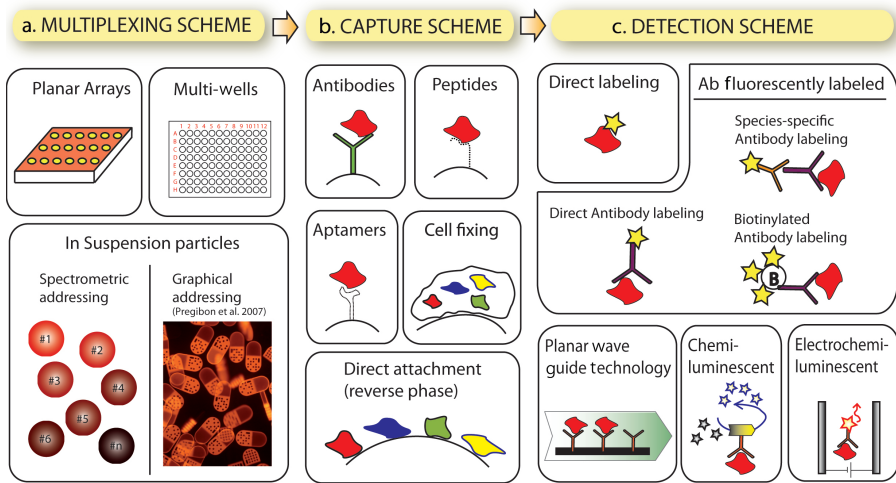 a. MULTIPLEXING SCHEME
b. CAPTURE SCHEME
c. DETECTION SCHEME
Planar Arrays
Multi-wells
1 2 3 4 5 6 7 8 9 10 11 12
A
B
C
D
E
F
G
H
In Suspension particles
Spectrometric
addressing
#1
#2
#3
#4
#5
#6
#n
Graphical
addressing
(Pregibon et al. 2007)
Antibodies
Peptides
Aptamers
Cell fixing
Direct attachment
(reverse phase)
Direct labeling
Ab fluorescently labeled
Species-specific
Antibody labeling
Direct Antibody labeling
Biotinylated
Antibody labeling
B
Planar wave
guide technology
Chemi-
luminescent
Electrochemi-
luminescent